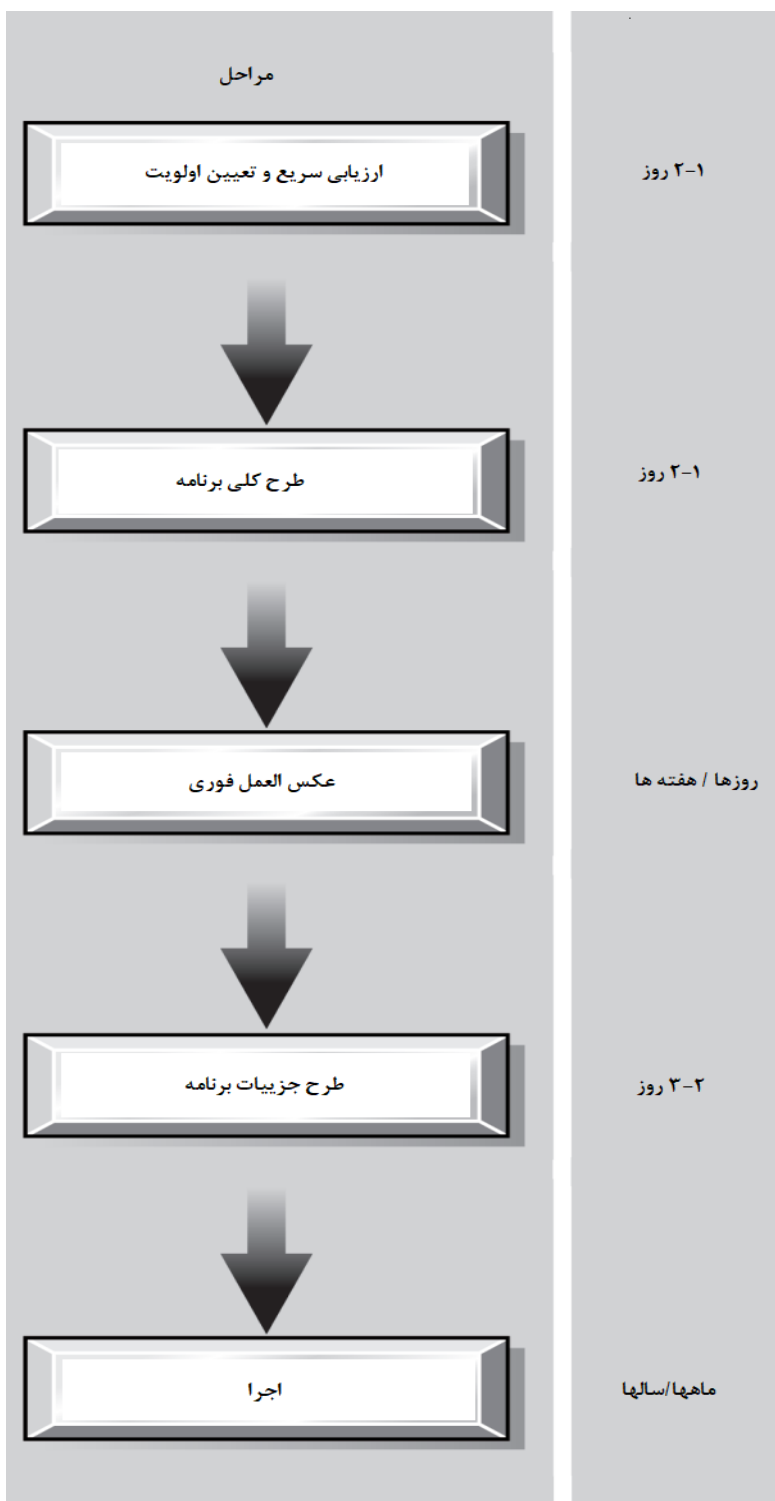 مراحل
ارزیابی سریع و تعیین اولویت
۲-۱ روز
طرح کلی برنامه
۲-۱ روز
عکس العمل فوری
روزها / هفته ها
طرح جزییات برنامه
۳-۲ روز
اجرا
ماهها/سالها